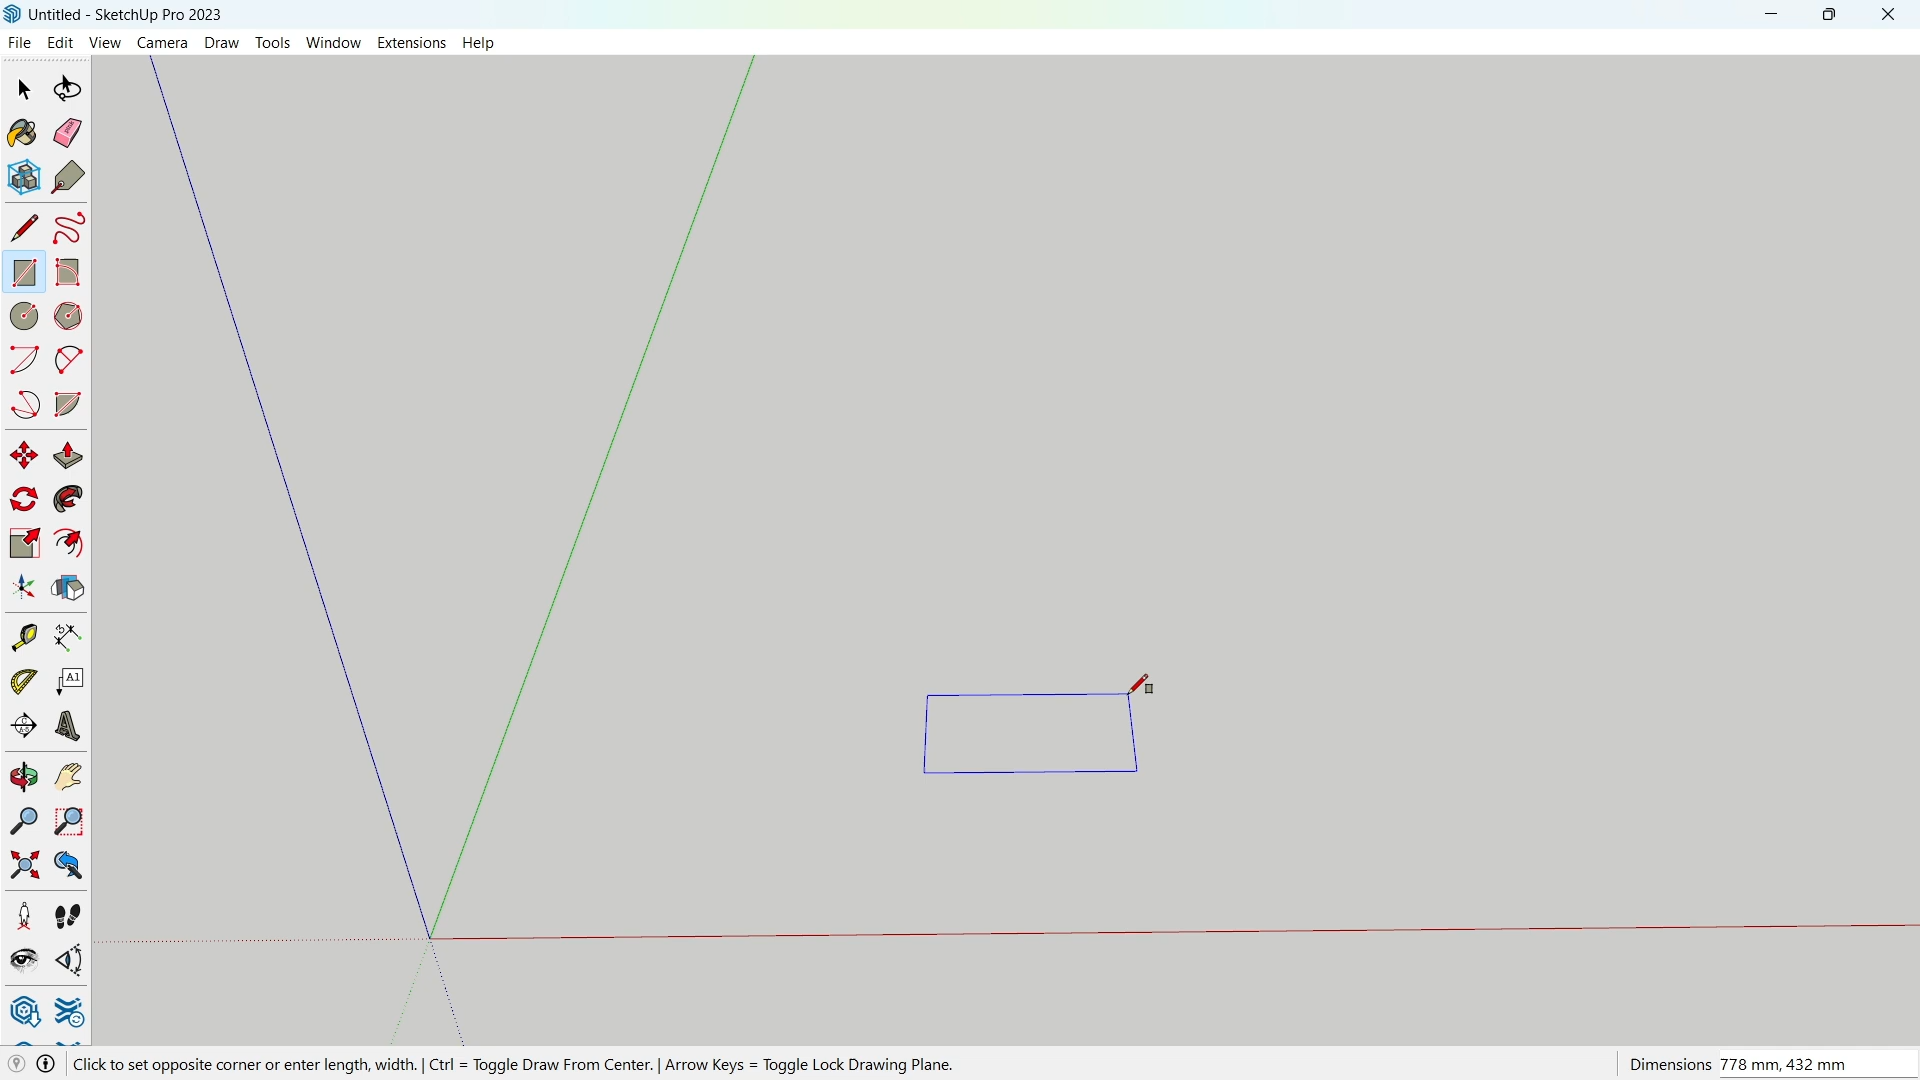 Untitled - SketchUp Pro 2023
File Edit View Camera Draw Tools Window Extensions Help
A1
Click to set opposite corner or enter length, width. | Ctrl = Toggle Draw From Center. | Arrow Keys = Toggle Lock Drawing Plane.
Dimensions 778 mm, 432 mm